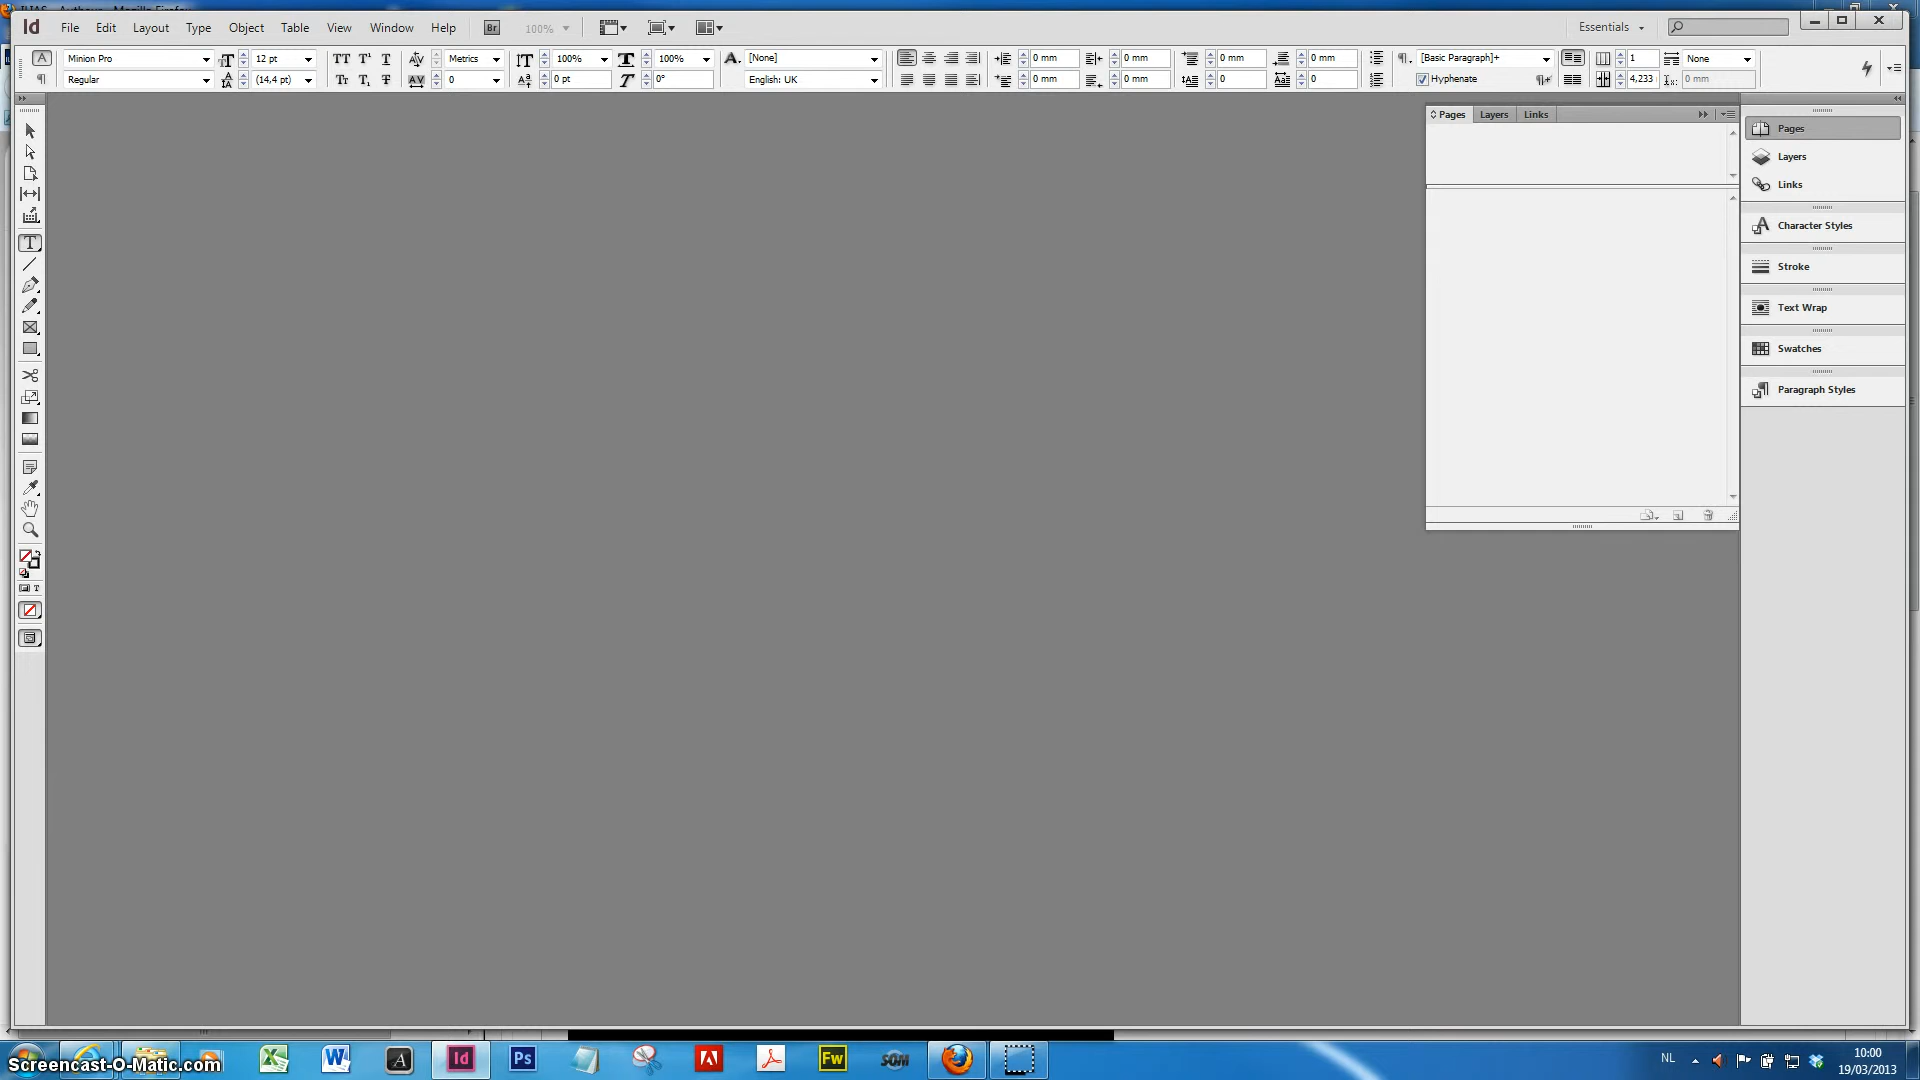 Id File Edit Layout Type Object Table View Window Help Br 100% Essentials
A Minion Pro 12 pt Metrics 100% 100% [None] 0 mm 0 mm 0 mm 0 mm [Basic Paragraph]+ 1 None
Regular (14,4 pt) 0 0 pt 0° English: UK 0 mm 0 mm 0 0 Hyphenate 4,233 0 mm
Pages Layers Links
Pages
Layers
Links
Character Styles
Stroke
Text Wrap
Swatches
Paragraph Styles
Screencast-O-Matic.com
Id Ps Fw SOM
NL 10:00
19/03/2013